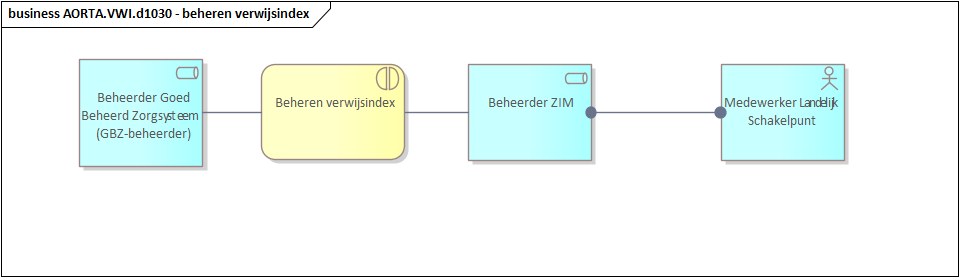 business AORTA.VWI.d1030 - beheren verwijsindex
Beheerder Goed
Beheerd Zorgsysteem
(GBZ-beheerder)
Beheren verwijsindex
Beheerder ZIM
Medewerker Landelijk
Schakelpunt